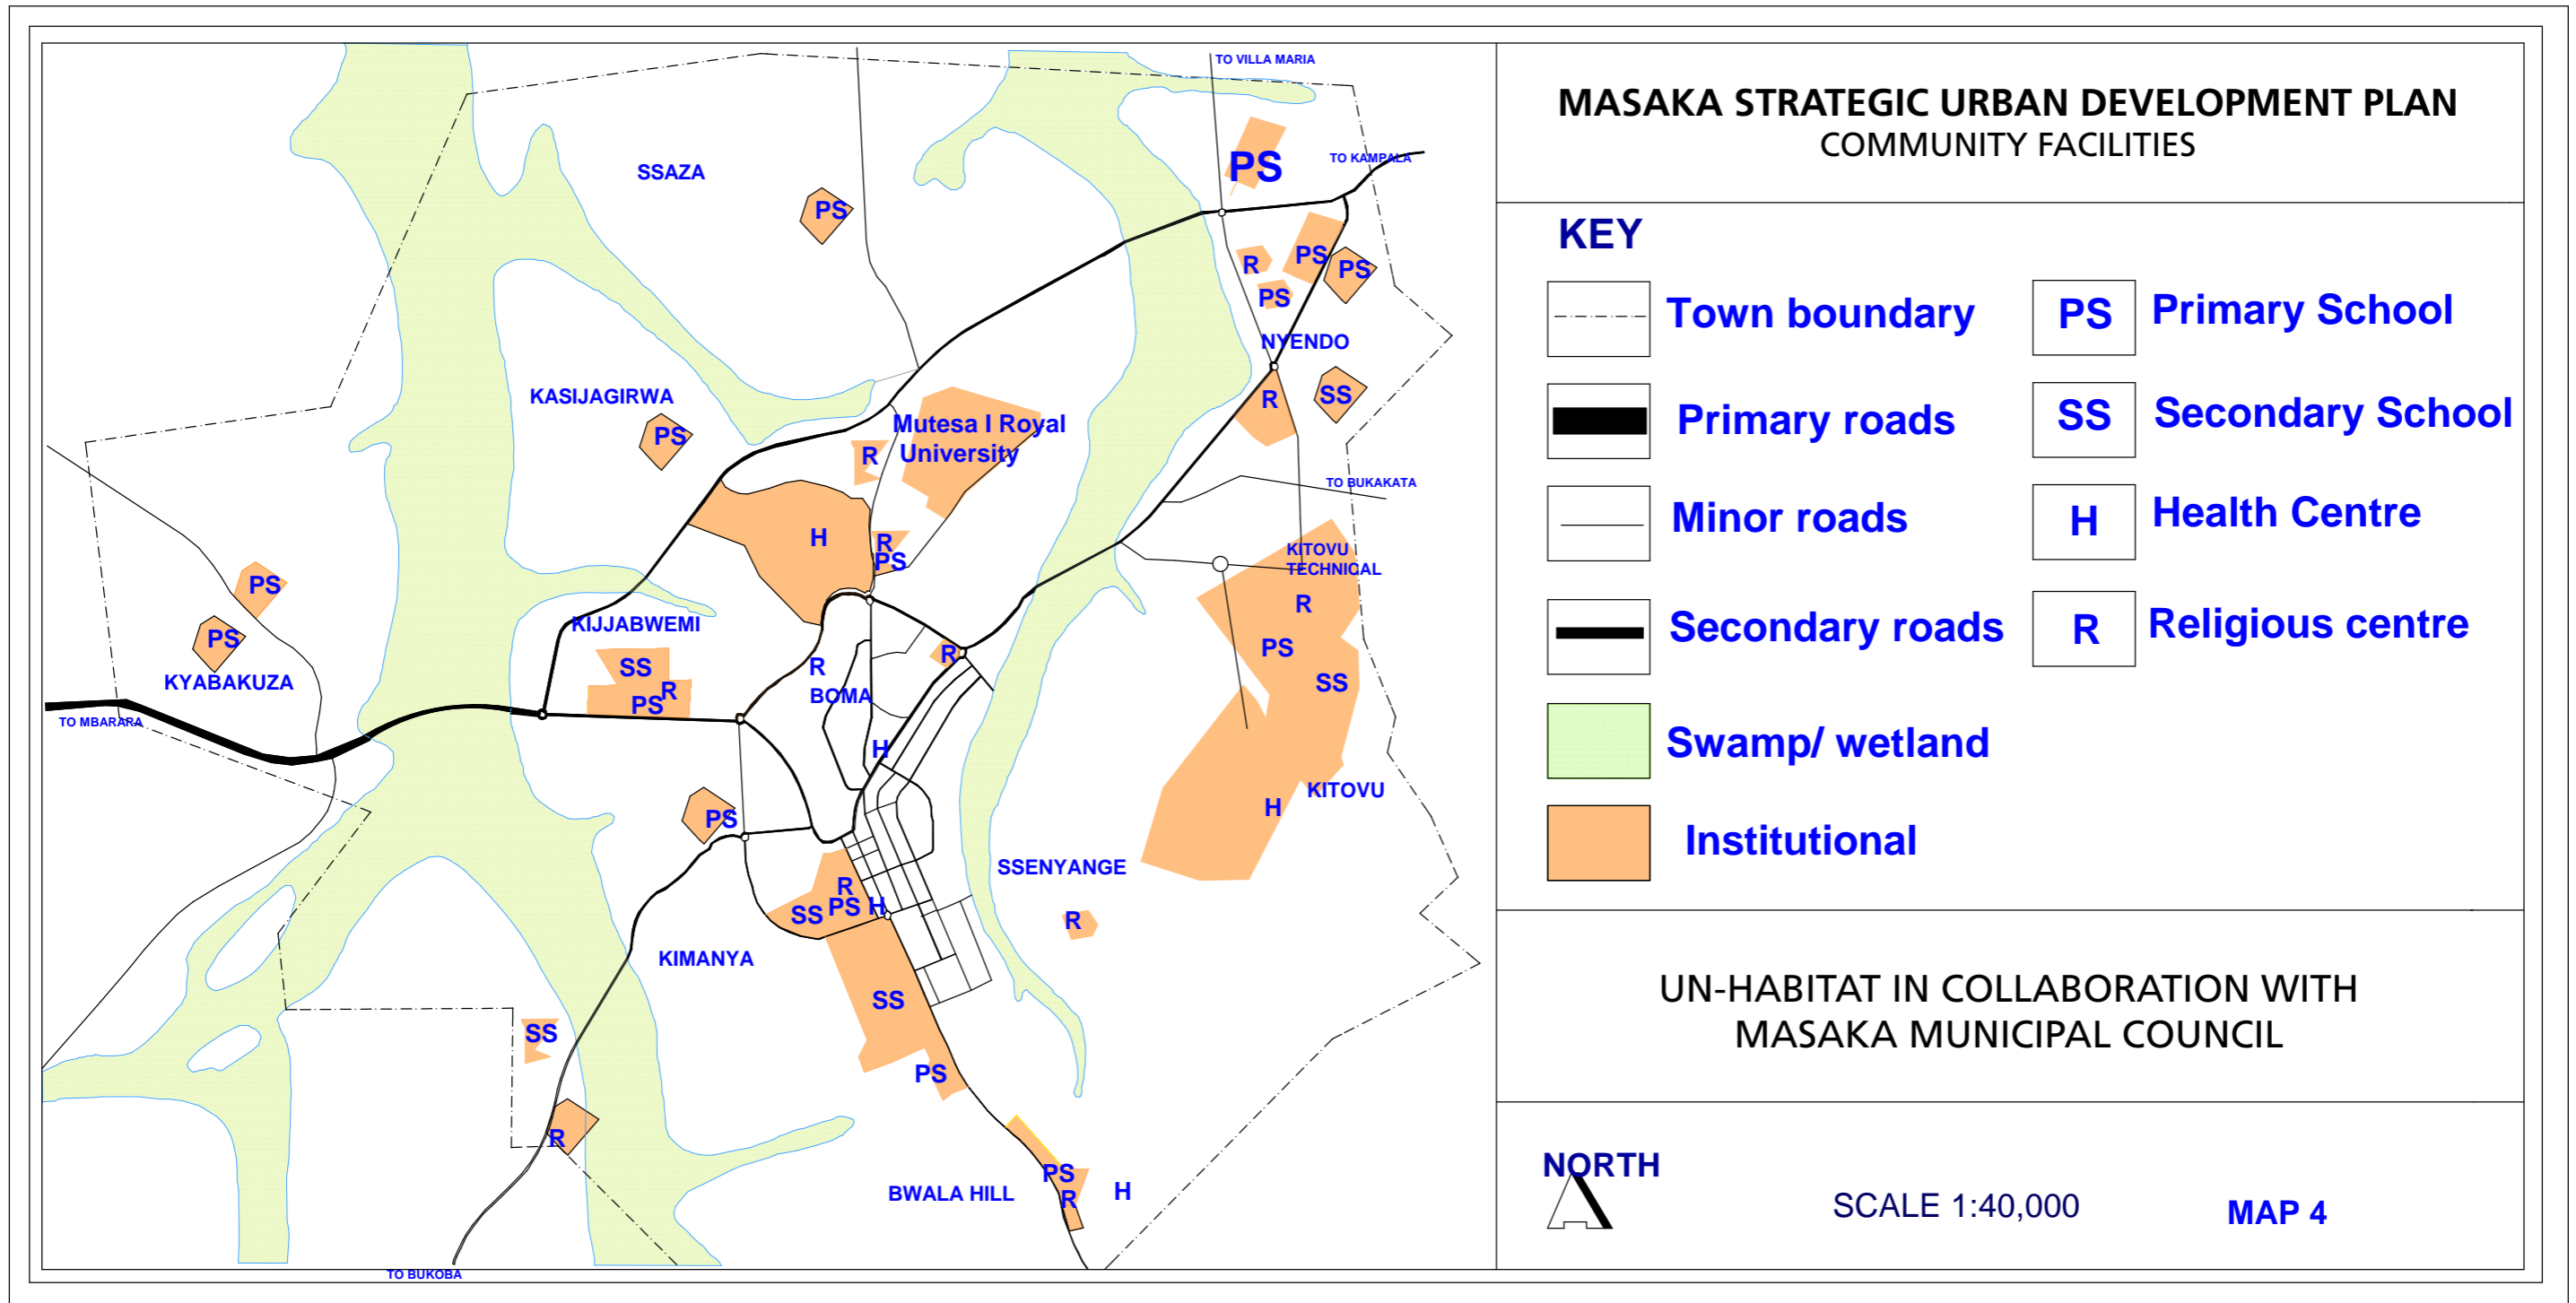 TO VILLA MARIA
MASAKA STRATEGIC URBAN DEVELOPMENT PLAN
COMMUNITY FACILITIES
SSAZA
PS
PS
TO KAMPALA
PS
R
PS
PS
PS
NYENDO
KASIJAGIRWA
PS
R
SS
Mutesa I Royal
University
R
TO BUKAKATA
H
R
PS
KITOVU
TECHNICAL
R
PS
SS
KITOVU
H
PS
PS
KYABAKUZA
TO MBARARA
KIJJABWEMI
SS
R
PS
R
BOMA
R
H
PS
R
SS
PS
H
SSENYANGE
R
KIMANYA
SS
PS
SS
R
BWALA HILL
PS
R
H
TO BUKOBA
KEY
Town boundary
PS
Primary School
Primary roads
SS
Secondary School
Minor roads
H
Health Centre
Secondary roads
R
Religious centre
Swamp/ wetland
Institutional
UN-HABITAT IN COLLABORATION WITH
MASAKA MUNICIPAL COUNCIL
NORTH
SCALE 1:40,000
MAP 4